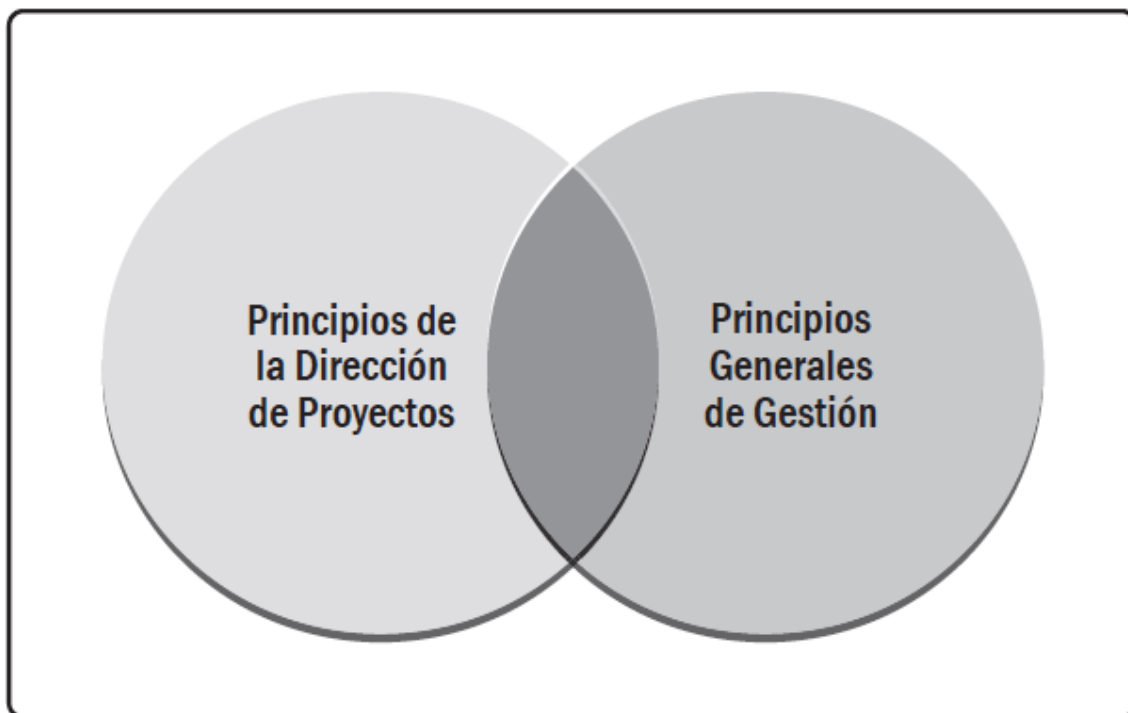 Principios de
la Dirección
de Proyectos
Principios
Generales
de Gestión